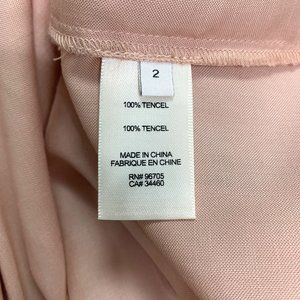 2
100% TENCEL
100% TENCEL
MADE IN CHINA
FABRIQUE EN CHINE
RN# 96705
CA# 34460